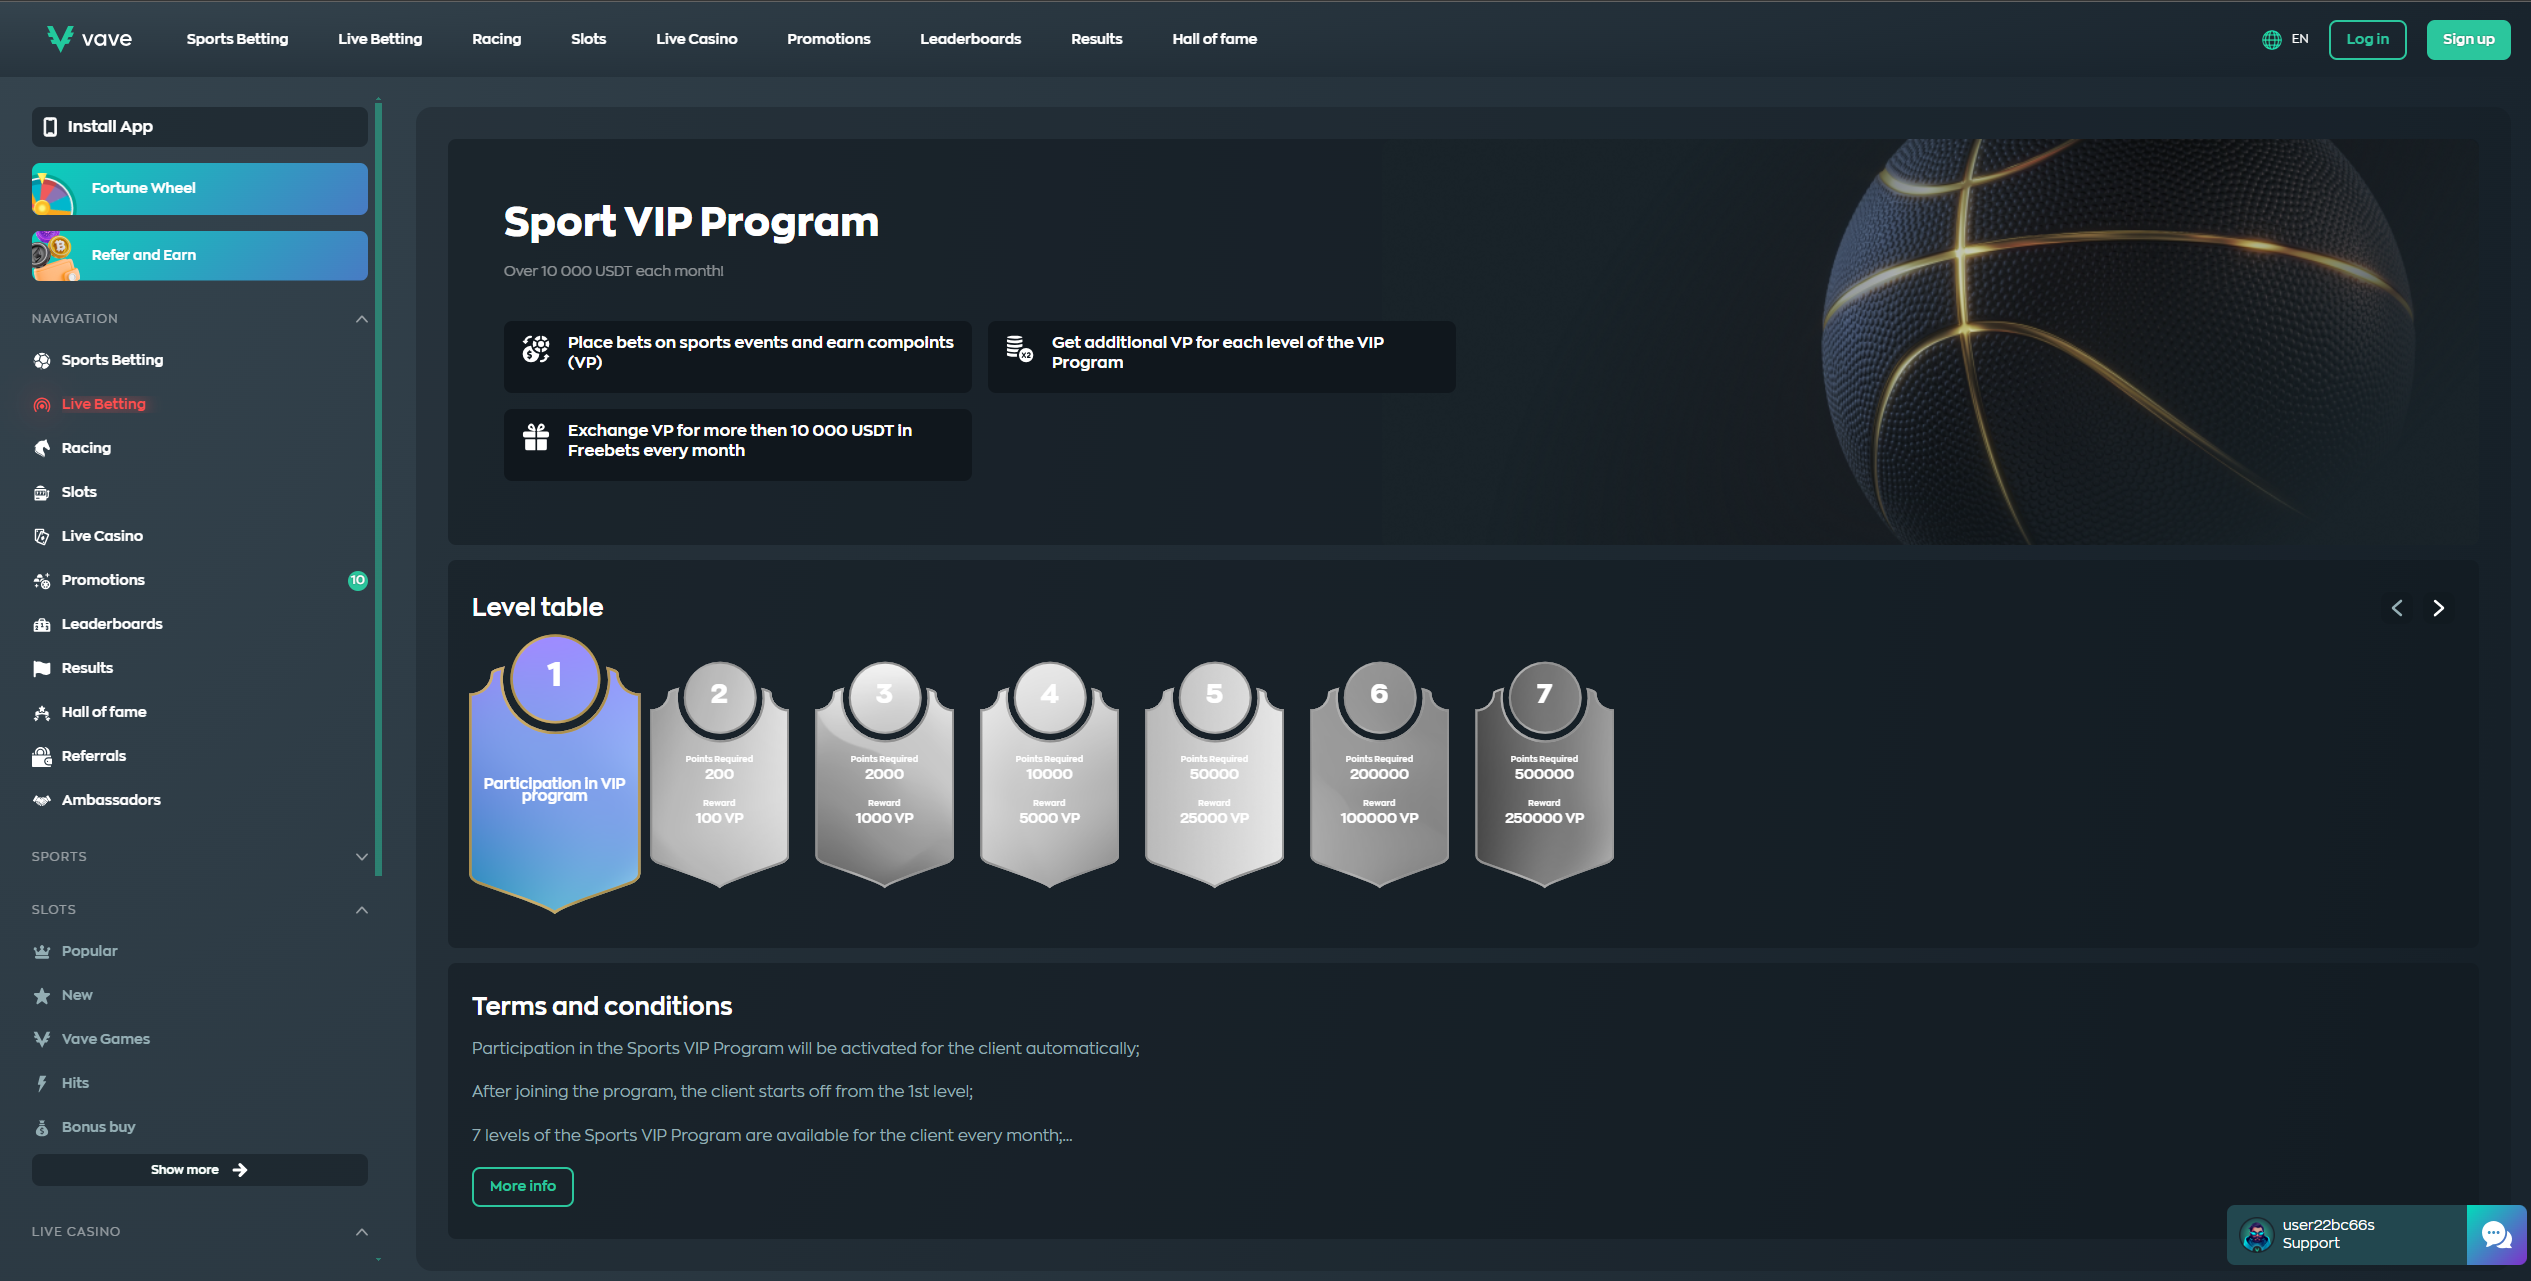 vave
Sports Betting
Live Betting
Racing
Slots
Live Casino
Promotions
Leaderboards
Results
Hall of fame
EN
Log in
Sign up
Install App
Fortune Wheel
Refer and Earn
NAVIGATION
Sports Betting
Live Betting
Racing
Slots
Live Casino
Promotions
10
Leaderboards
Results
Hall of fame
Referrals
Ambassadors
SPORTS
SLOTS
Popular
New
Vave Games
Hits
Bonus buy
Show more
LIVE CASINO
Sport VIP Program
Over 10 000 USDT each month!
Place bets on sports events and earn compoints
(VP)
Get additional VP for each level of the VIP
Program
Exchange VP for more then 10 000 USDT in
Freebets every month
Level table
1
Participation in VIP
program
2
Points Required
200
Reward
100 VP
3
Points Required
2000
Reward
1000 VP
4
Points Required
10000
Reward
5000 VP
5
Points Required
50000
Reward
25000 VP
6
Points Required
200000
Reward
100000 VP
7
Points Required
500000
Reward
250000 VP
Terms and conditions
Participation in the Sports VIP Program will be activated for the client automatically;
After joining the program, the client starts off from the 1st level;
7 levels of the Sports VIP Program are available for the client every month;...
More info
user22bc66s
Support